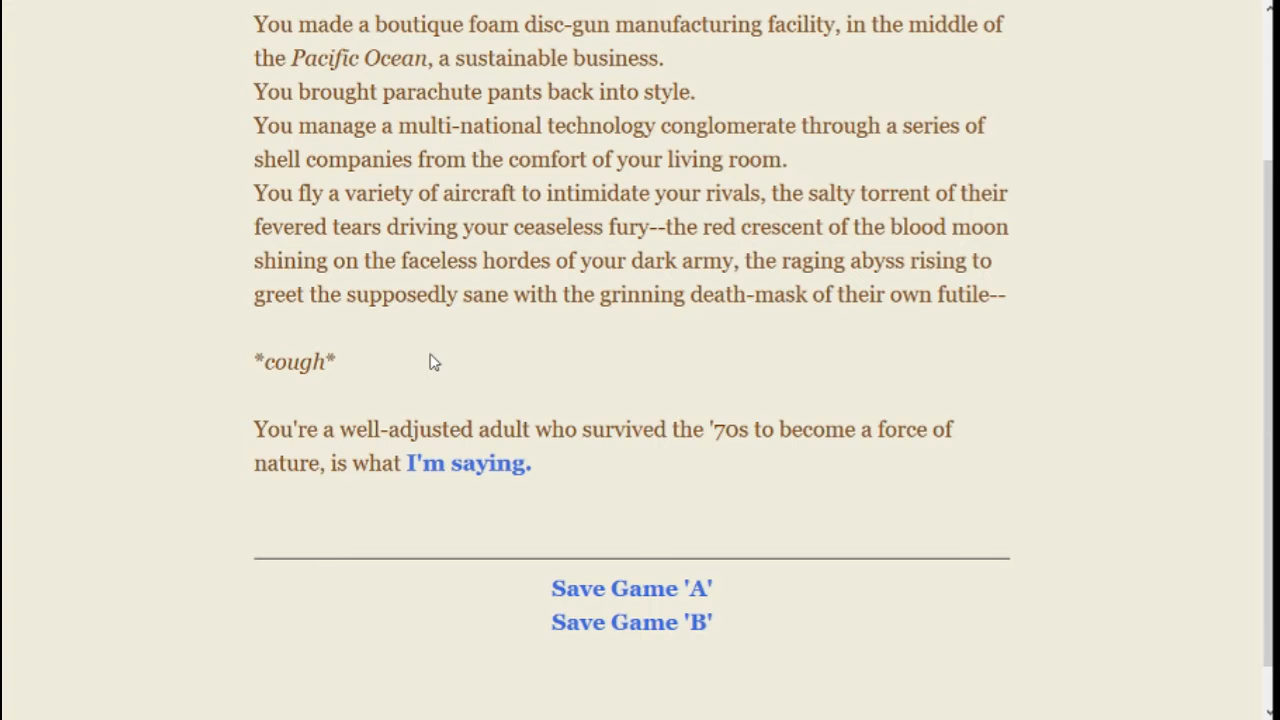 You made a boutique foam disc-gun manufacturing facility, in the middle of
the Pacific Ocean, a sustainable business.
You brought parachute pants back into style.
You manage a multi-national technology conglomerate through a series of
shell companies from the comfort of your living room.
You fly a variety of aircraft to intimidate your rivals, the salty torrent of their
fevered tears driving your ceaseless fury--the red crescent of the blood moon
shining on the faceless hordes of your dark army, the raging abyss rising to
greet the supposedly sane with the grinning death-mask of their own futile--
*cough*
You're a well-adjusted adult who survived the '70s to become a force of
nature, is what I'm saying.
Save Game 'A'
Save Game 'B'